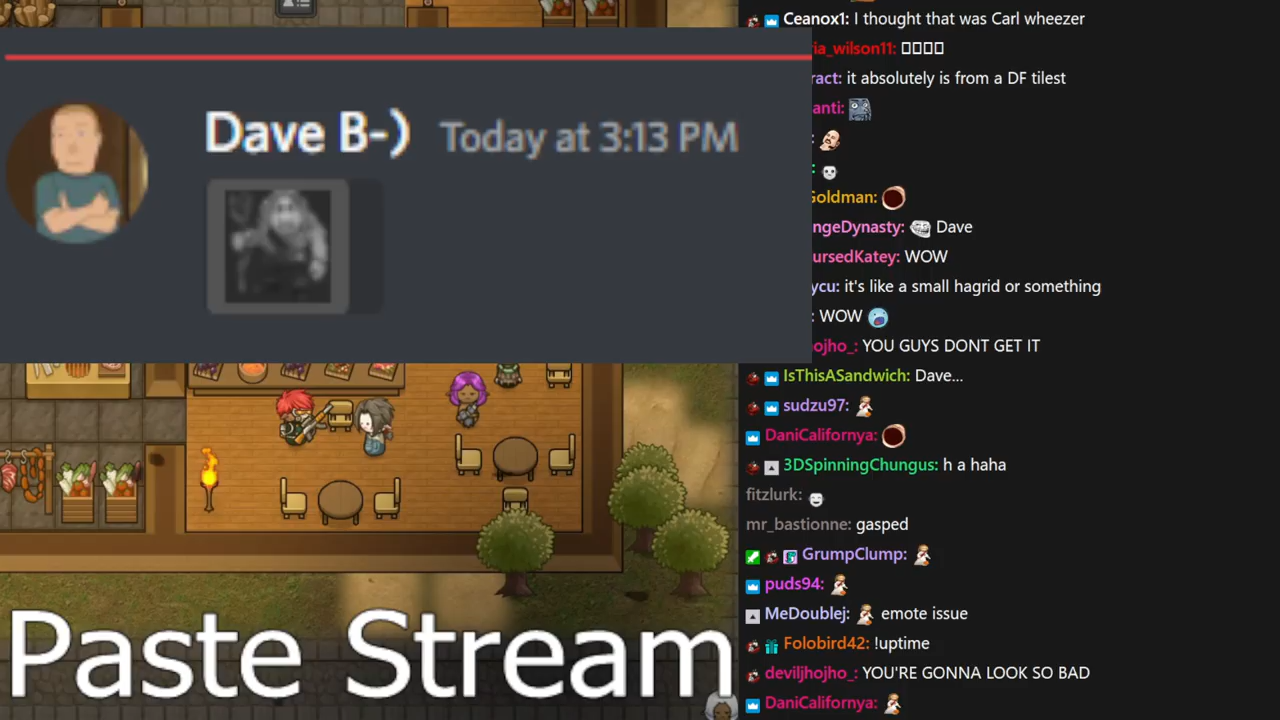 Ceanox1: I thought that was Carl wheezer
ria_wilson11:
ract: it absolutely is from a DF tilest
anti:
Dave B-) Today at 3:13 PM
Goldman:
ngeDynasty: Dave
ursedKatey: WOW
ycu: it's like a small hagrid or something
: WOW
ojho_: YOU GUYS DONT GET IT
IsThisASandwich: Dave...
sudzu97:
DaniCalifornya:
3DSpinningChungus: h a haha
fitzlurk:
mr_bastionne: gasped
GrumpClump:
puds94:
MeDoublej: emote issue
Folobird42: !uptime
deviljhojho_: YOU'RE GONNA LOOK SO BAD
DaniCalifornya:
Paste Stream